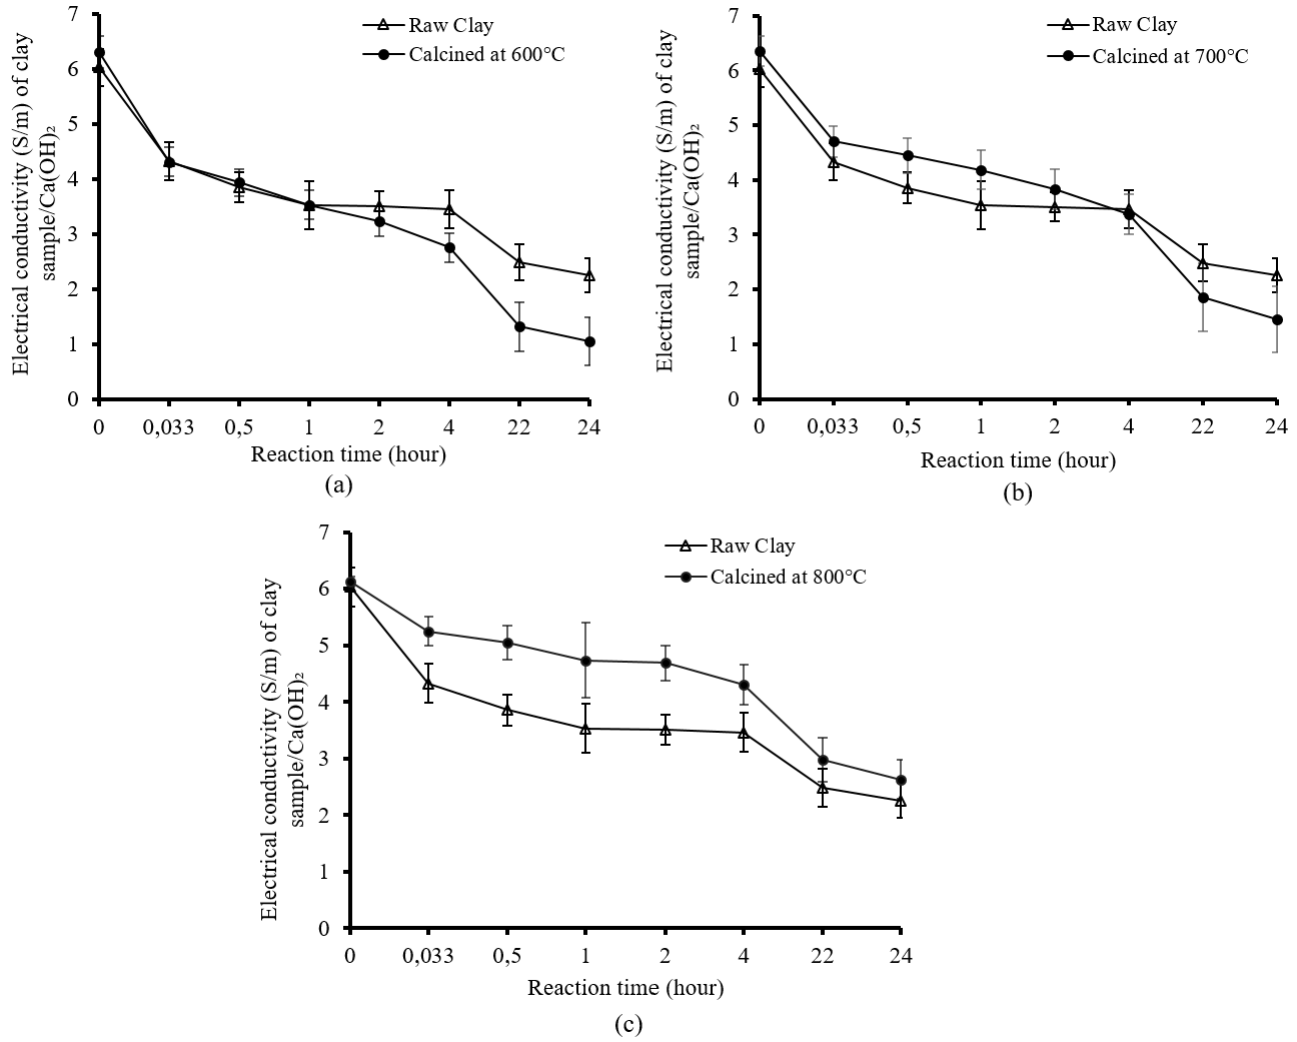 Electrical conductivity (S/m) of clay
sample/Ca(OH)₂
7
6
5
4
3
2
1
0
Raw Clay
Calcined at 600°C
0 0,033 0,5 1 2 4 22 24
Reaction time (hour)
(a)
Electrical conductivity (S/m) of clay
sample/Ca(OH)₂
7
6
5
4
3
2
1
0
Raw Clay
Calcined at 700°C
0 0,033 0,5 1 2 4 22 24
Reaction time (hour)
(b)
Electrical conductivity (S/m) of clay
sample/Ca(OH)₂
7
6
5
4
3
2
1
0
Raw Clay
Calcined at 800°C
0 0,033 0,5 1 2 4 22 24
Reaction time (hour)
(c)